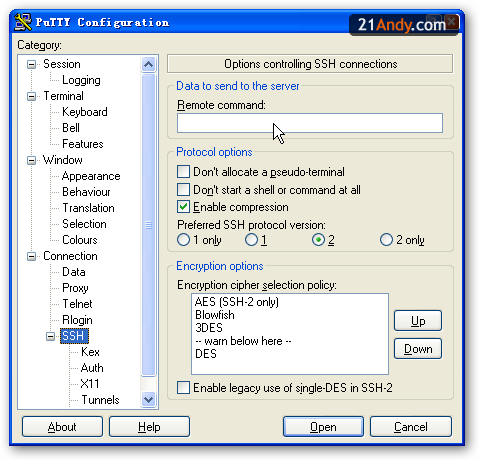 PuTTY Configuration
21Andy.com
Category:
Session
Logging
Terminal
Keyboard
Bell
Features
Window
Appearance
Behaviour
Translation
Selection
Colours
Connection
Data
Proxy
Telnet
Rlogin
SSH
Kex
Auth
X11
Tunnels
Options controlling SSH connections
Data to send to the server
Remote command:
Protocol options
Don't allocate a pseudo-terminal
Don't start a shell or command at all
Enable compression
Preferred SSH protocol version:
1 only 1 2 2 only
Encryption options
Encryption cipher selection policy:
AES (SSH-2 only)
Blowfish
3DES
-- warn below here --
DES
Up
Down
Enable legacy use of single-DES in SSH-2
About Help Open Cancel